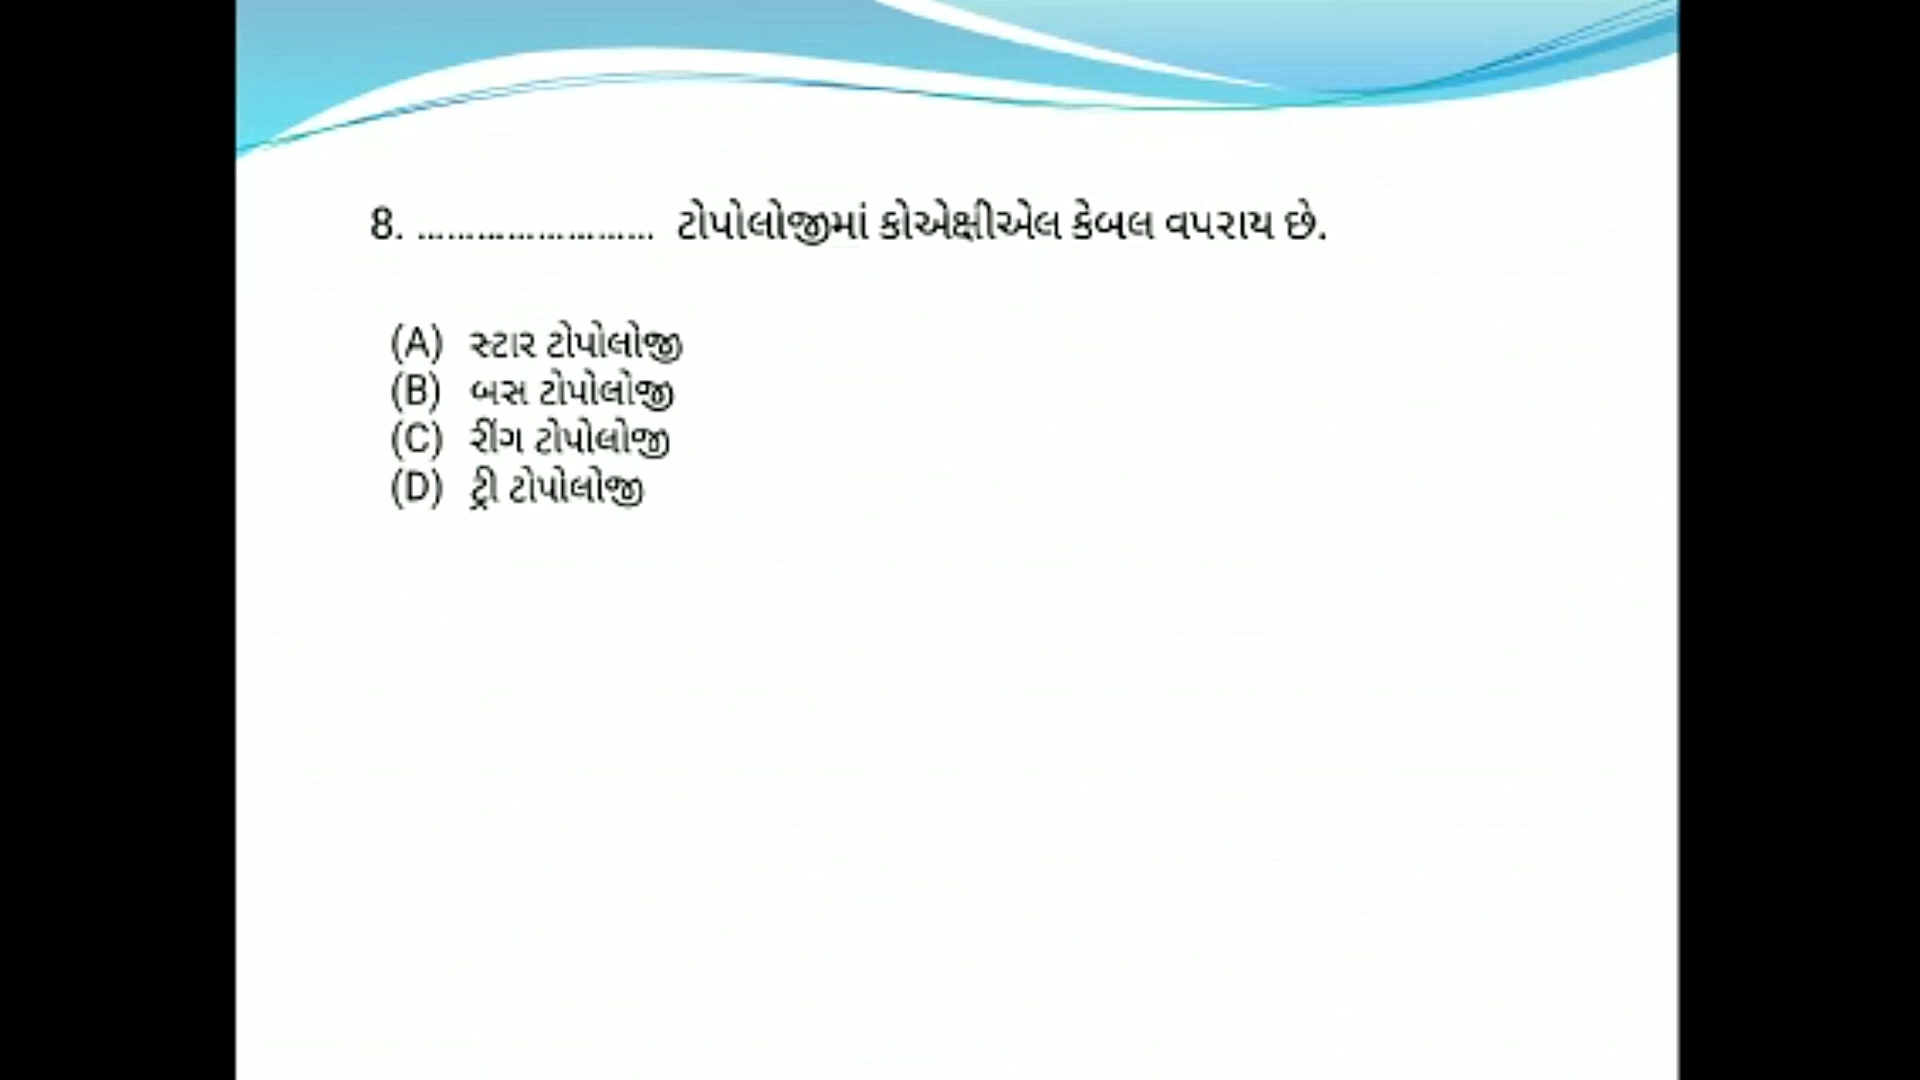 8. ........................ ટોપોલોજીમાં કોએક્ષીએલ કેબલ વપરાય છે.
(A) સ્ટાર ટોપોલોજી
(B) બસ ટોપોલોજી
(C) રીંગ ટોપોલોજી
(D) ટ્રી ટોપોલોજી